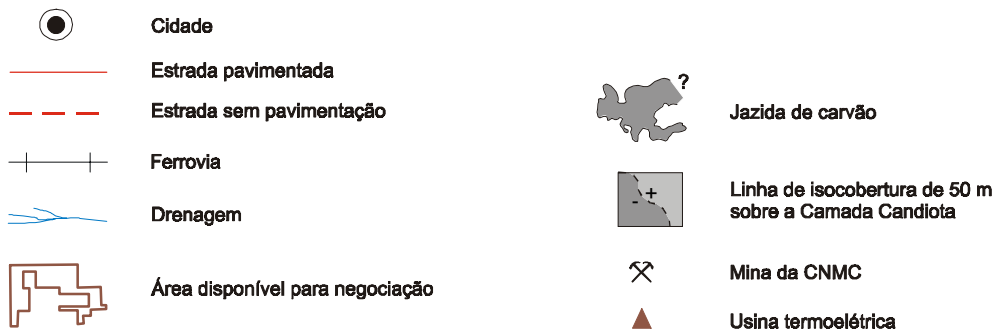 Cidade
Estrada pavimentada
Estrada sem pavimentação
Ferrovia
Drenagem
Área disponível para negociação
?
Jazida de carvão
+
-
Linha de isocobertura de 50 m
sobre a Camada Candiota
Mina da CNMC
Usina termoelétrica